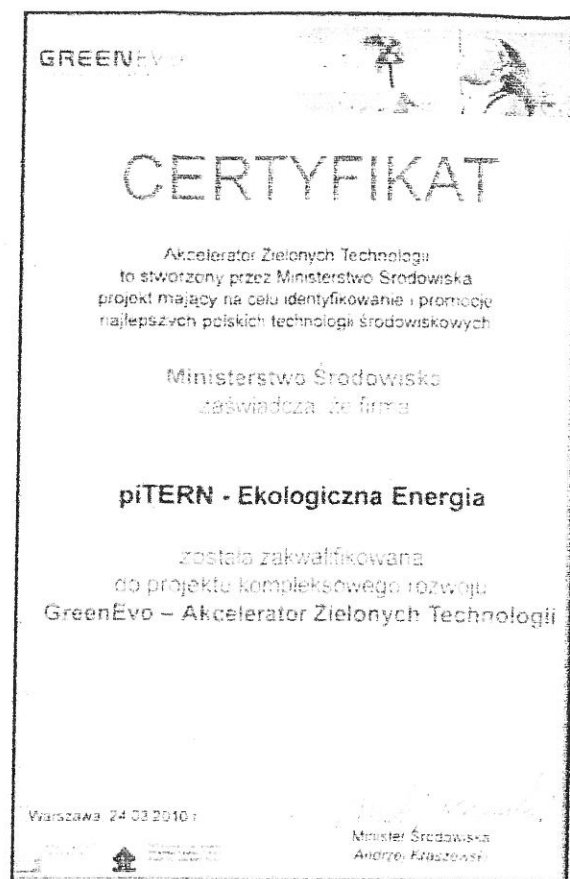 GREENEVO
CERTYFIKAT
Akcelerator Zielonych Technologii
to stworzony przez Ministerstwo Środowiska
projekt mający na celu identyfikowanie i promocję
najlepszych polskich technologii środowiskowych
Ministerstwo Środowiska
zaświadcza, że firma
piTERN - Ekologiczna Energia
została zakwalifikowana
do projektu kompleksowego rozwoju
GreenEvo – Akcelerator Zielonych Technologii
Warszawa, 24.03.2010 r.
Minister Środowiska
Andrzej Kraszewski